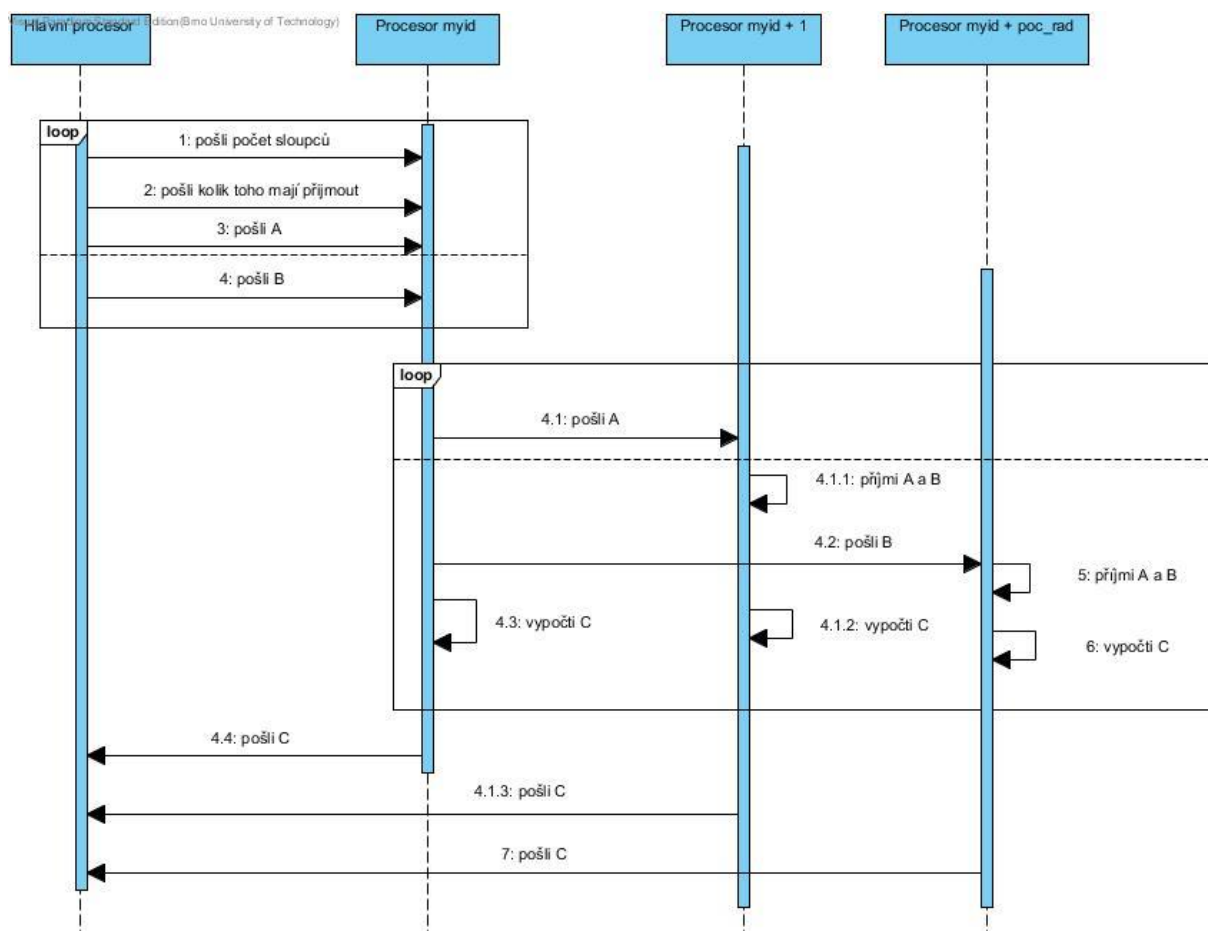 Edition(Brno University of Technology)
Hlavní procesor
Procesor myid
Procesor myid + 1
Procesor myid + poc_rad
loop
1: pošli počet sloupců
2: pošli kolik toho mají přijmout
3: pošli A
4: pošli B
loop
4.1: pošli A
4.1.1: příjmi A a B
4.2: pošli B
5: příjmi A a B
4.3: vypočti C
4.1.2: vypočti C
6: vypočti C
4.4: pošli C
4.1.3: pošli C
7: pošli C